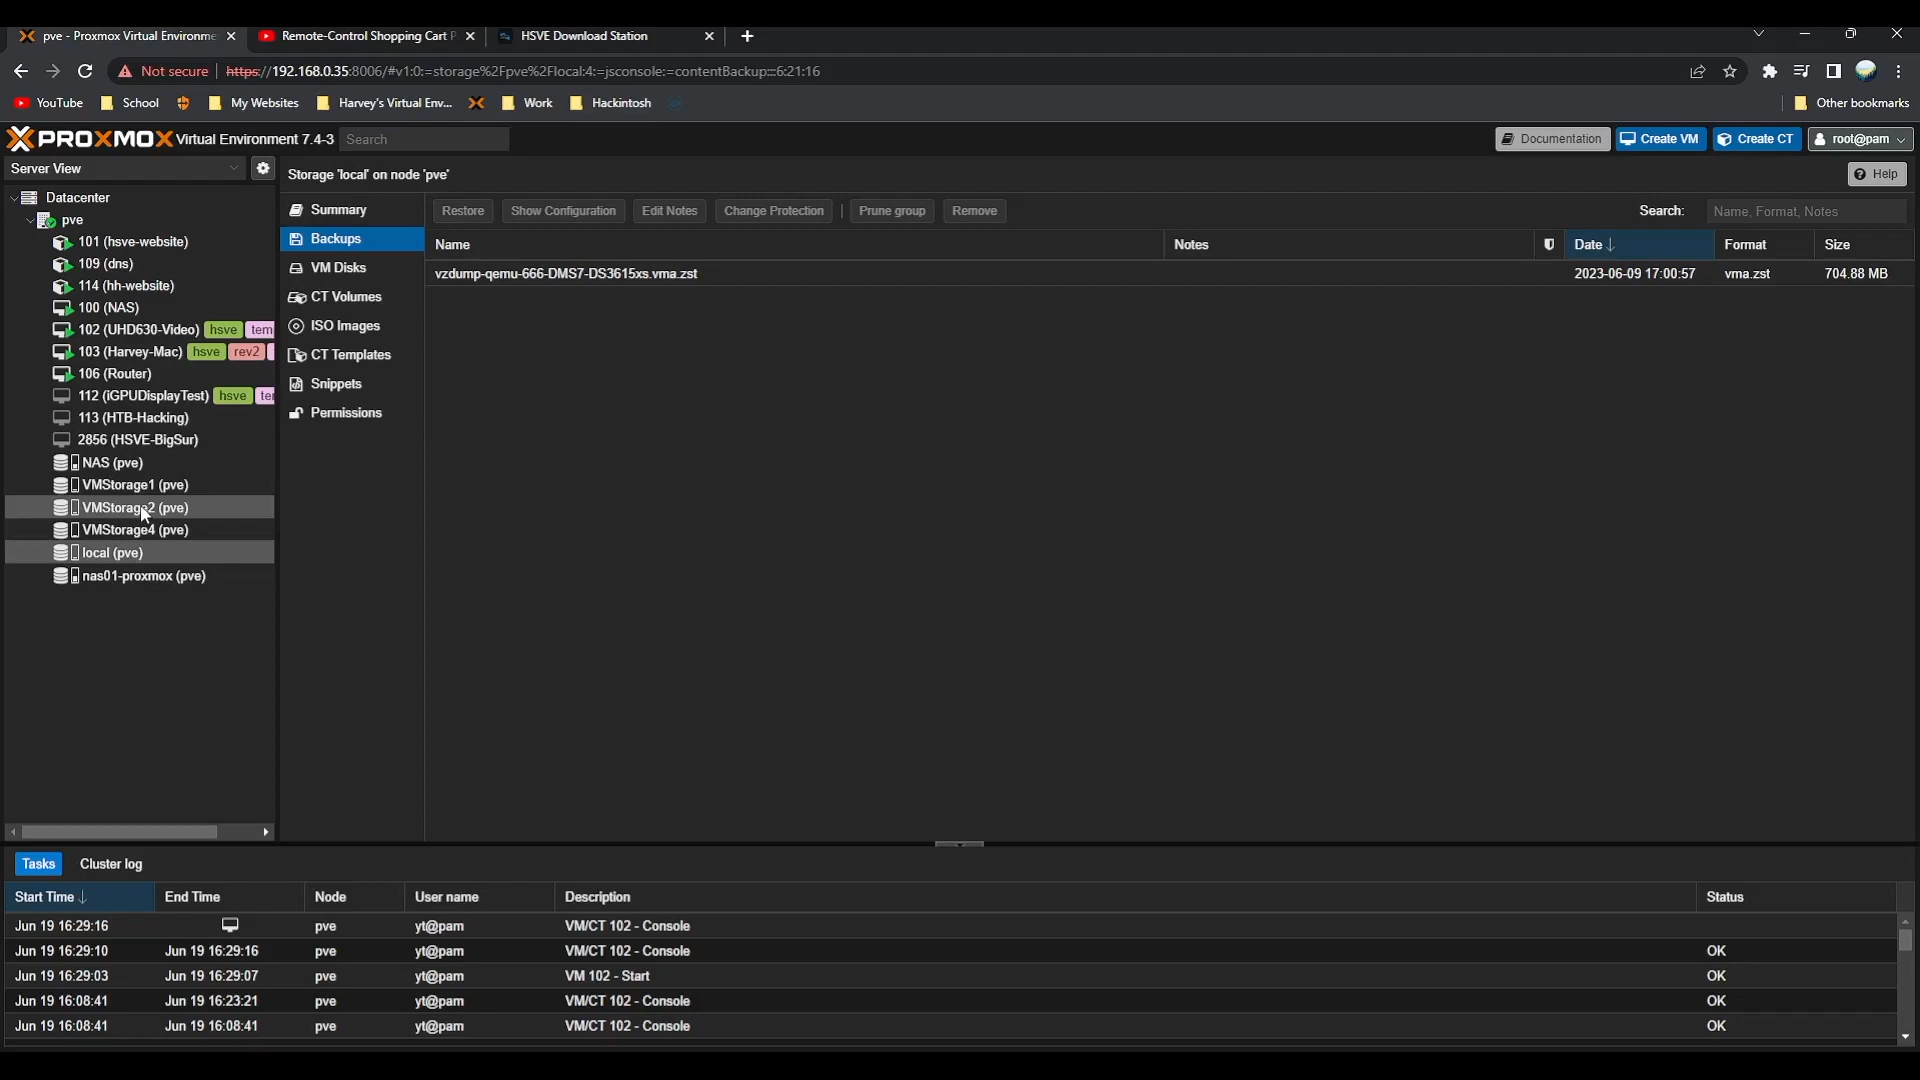 pve - Proxmox Virtual Environme
Remote-Control Shopping Cart P
HSVE Download Station
Not secure
https://192.168.0.35:8006/#v1:0:=storage%2Fpve%2Flocal:4:=jsconsole:=contentBackup:::6:21:16
YouTube
School
My Websites
Harvey's Virtual Env...
Work
Hackintosh
Other bookmarks
PROXMOX Virtual Environment 7.4-3
Search
Documentation
Create VM
Create CT
root@pam
Server View
Storage 'local' on node 'pve'
Help
Datacenter
pve
101 (hsve-website)
109 (dns)
114 (hh-website)
100 (NAS)
102 (UHD630-Video) hsve tem
103 (Harvey-Mac) hsve rev2
106 (Router)
112 (iGPUDisplayTest) hsve ter
113 (HTB-Hacking)
2856 (HSVE-BigSur)
NAS (pve)
VMStorage1 (pve)
VMStorage2 (pve)
VMStorage4 (pve)
local (pve)
nas01-proxmox (pve)
Summary
Backups
VM Disks
CT Volumes
ISO Images
CT Templates
Snippets
Permissions
Restore
Show Configuration
Edit Notes
Change Protection
Prune group
Remove
Search: Name, Format, Notes
Name Notes Date Format Size
vzdump-qemu-666-DMS7-DS3615xs.vma.zst 2023-06-09 17:00:57 vma.zst 704.88 MB
Tasks Cluster log
Start Time End Time Node User name Description Status
Jun 19 16:29:16 pve yt@pam VM/CT 102 - Console
Jun 19 16:29:10 Jun 19 16:29:16 pve yt@pam VM/CT 102 - Console OK
Jun 19 16:29:03 Jun 19 16:29:07 pve yt@pam VM 102 - Start OK
Jun 19 16:08:41 Jun 19 16:23:21 pve yt@pam VM/CT 102 - Console OK
Jun 19 16:08:41 Jun 19 16:08:41 pve yt@pam VM/CT 102 - Console OK